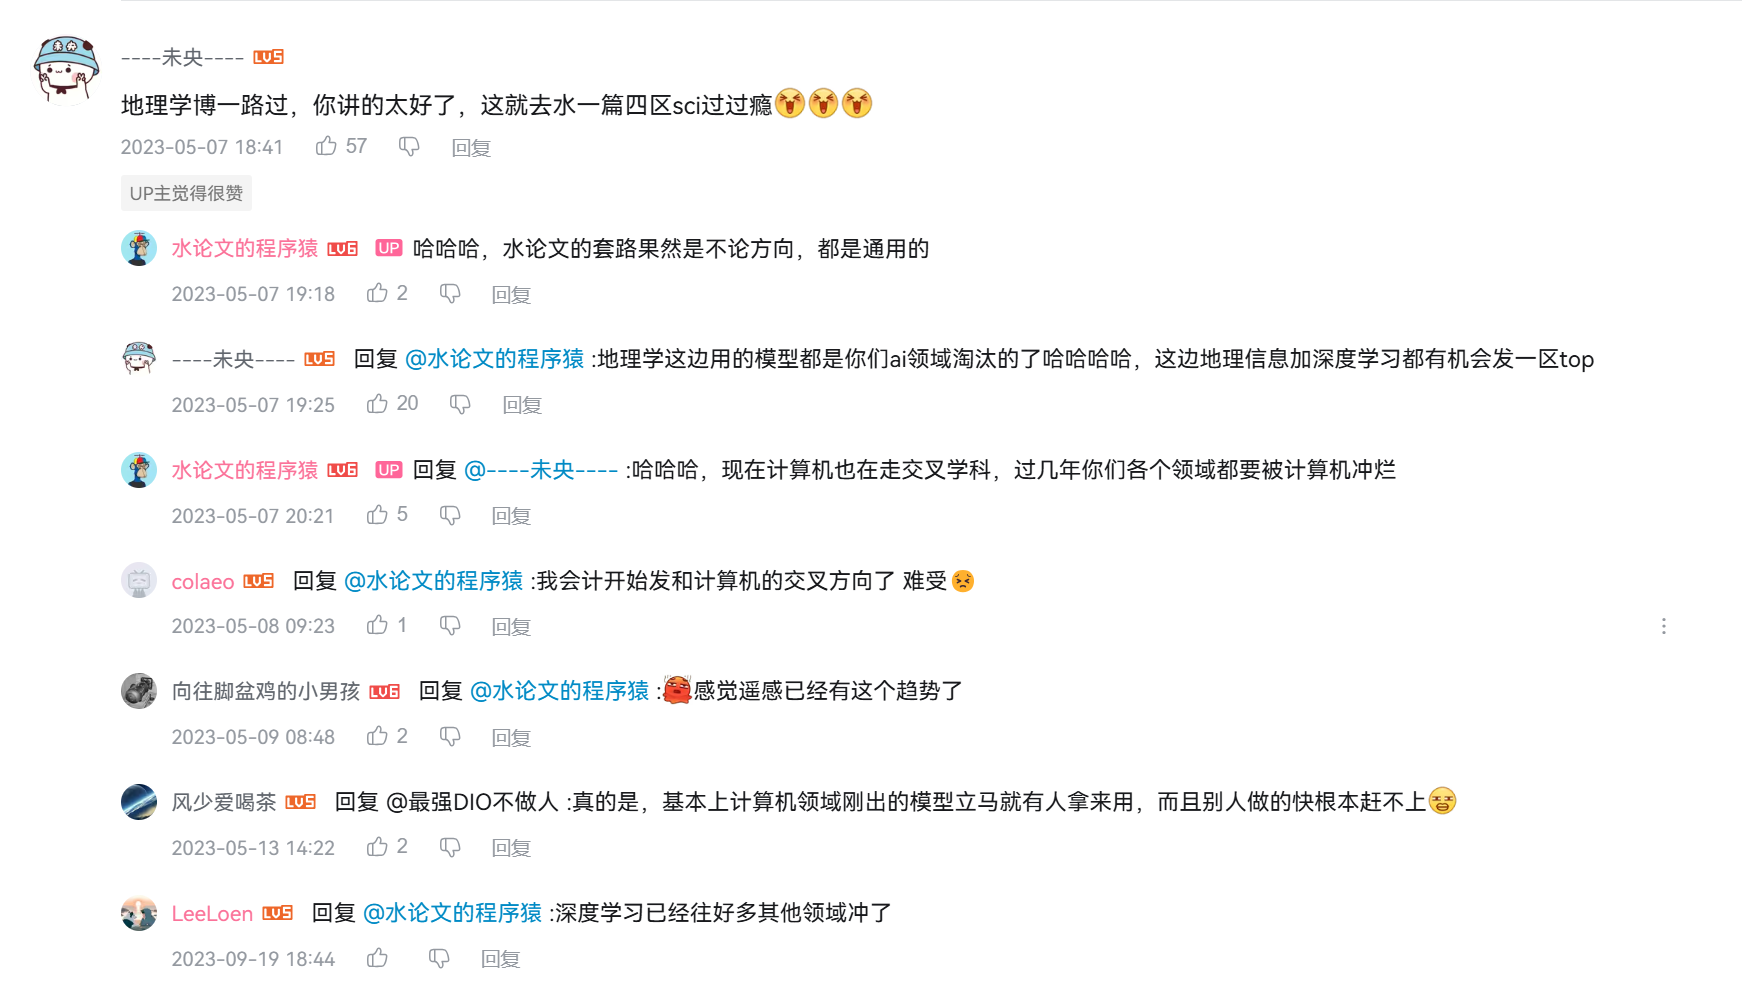 ----未央---- LV5
地理学博一路过，你讲的太好了，这就去水一篇四区sci过过瘾
2023-05-07 18:41 57 回复
UP主觉得很赞
水论文的程序猿 LV6 UP 哈哈哈，水论文的套路果然是不论方向，都是通用的
2023-05-07 19:18 2 回复
----未央---- LV5 回复 @水论文的程序猿 :地理学这边用的模型都是你们ai领域淘汰的了哈哈哈哈，这边地理信息加深度学习都有机会发一区top
2023-05-07 19:25 20 回复
水论文的程序猿 LV6 UP 回复 @----未央---- :哈哈哈，现在计算机也在走交叉学科，过几年你们各个领域都要被计算机冲烂
2023-05-07 20:21 5 回复
colaeo LV5 回复 @水论文的程序猿 :我会计开始发和计算机的交叉方向了 难受
2023-05-08 09:23 1 回复
向往脚盆鸡的小男孩 LV6 回复 @水论文的程序猿 :感觉遥感已经有这个趋势了
2023-05-09 08:48 2 回复
风少爱喝茶 LV5 回复 @最强DIO不做人 :真的是，基本上计算机领域刚出的模型立马就有人拿来用，而且别人做的快根本赶不上
2023-05-13 14:22 2 回复
LeeLoen LV5 回复 @水论文的程序猿 :深度学习已经往好多其他领域冲了
2023-09-19 18:44 回复